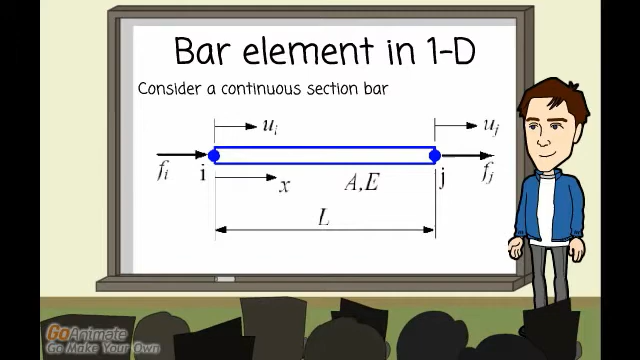 Bar element in 1-D
Consider a continuous section bar
u_i u_j
f_i i j f_j
x A,E
L
GoAnimate
Go Make Your Own